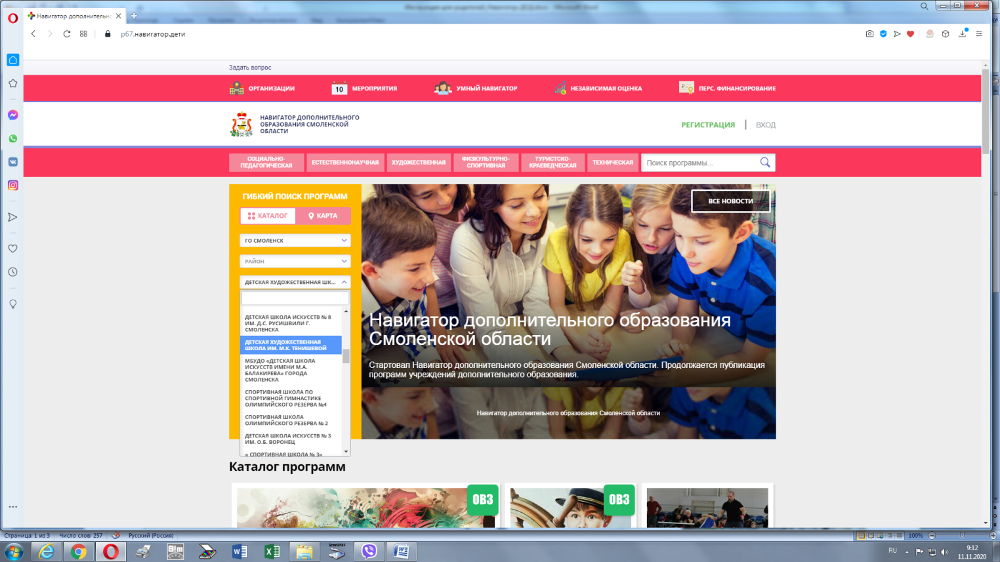 Навигатор дополнительн
p67.навигатор.дети
Задать вопрос
ОРГАНИЗАЦИИ
10
МЕРОПРИЯТИЯ
УМНЫЙ НАВИГАТОР
НЕЗАВИСИМАЯ ОЦЕНКА
ПЕРС. ФИНАНСИРОВАНИЕ
НАВИГАТОР ДОПОЛНИТЕЛЬНОГО
ОБРАЗОВАНИЯ СМОЛЕНСКОЙ
ОБЛАСТИ
РЕГИСТРАЦИЯ
ВХОД
СОЦИАЛЬНО-
ПЕДАГОГИЧЕСКАЯ
ЕСТЕСТВЕННОНАУЧНАЯ
ХУДОЖЕСТВЕННАЯ
ФИЗКУЛЬТУРНО-
СПОРТИВНАЯ
ТУРИСТСКО-
КРАЕВЕДЧЕСКАЯ
ТЕХНИЧЕСКАЯ
Поиск программы...
ГИБКИЙ ПОИСК ПРОГРАММ
КАТАЛОГ
КАРТА
ГО СМОЛЕНСК
РАЙОН
ДЕТСКАЯ ХУДОЖЕСТВЕННАЯ ШК...
ДЕТСКАЯ ШКОЛА ИСКУССТВ № 8
ИМ. Д.С. РУСИШВИЛИ Г.
СМОЛЕНСКА
ДЕТСКАЯ ХУДОЖЕСТВЕННАЯ
ШКОЛА ИМ. М.К. ТЕНИШЕВОЙ
МБУДО «ДЕТСКАЯ ШКОЛА
ИСКУССТВ ИМЕНИ М.А.
БАЛАКИРЕВА» ГОРОДА
СМОЛЕНСКА
СПОРТИВНАЯ ШКОЛА ПО
СПОРТИВНОЙ ГИМНАСТИКЕ
ОЛИМПИЙСКОГО РЕЗЕРВА №4
СПОРТИВНАЯ ШКОЛА
ОЛИМПИЙСКОГО РЕЗЕРВА № 2
ДЕТСКАЯ ШКОЛА ИСКУССТВ № 3
ИМ. О.Б. ВОРОНЕЦ
« СПОРТИВНАЯ ШКОЛА № 3»
ВСЕ НОВОСТИ
Навигатор дополнительного образования
Смоленской области
Стартовал Навигатор дополнительного образования Смоленской области. Продолжается публикация
программ учреждений дополнительного образования.
Навигатор дополнительного образования Смоленской области
Каталог программ
ОВЗ
ОВЗ
Страница: 1 из 3
Число слов: 257
Русский (Россия)
100%
RU
9:12
11.11.2020